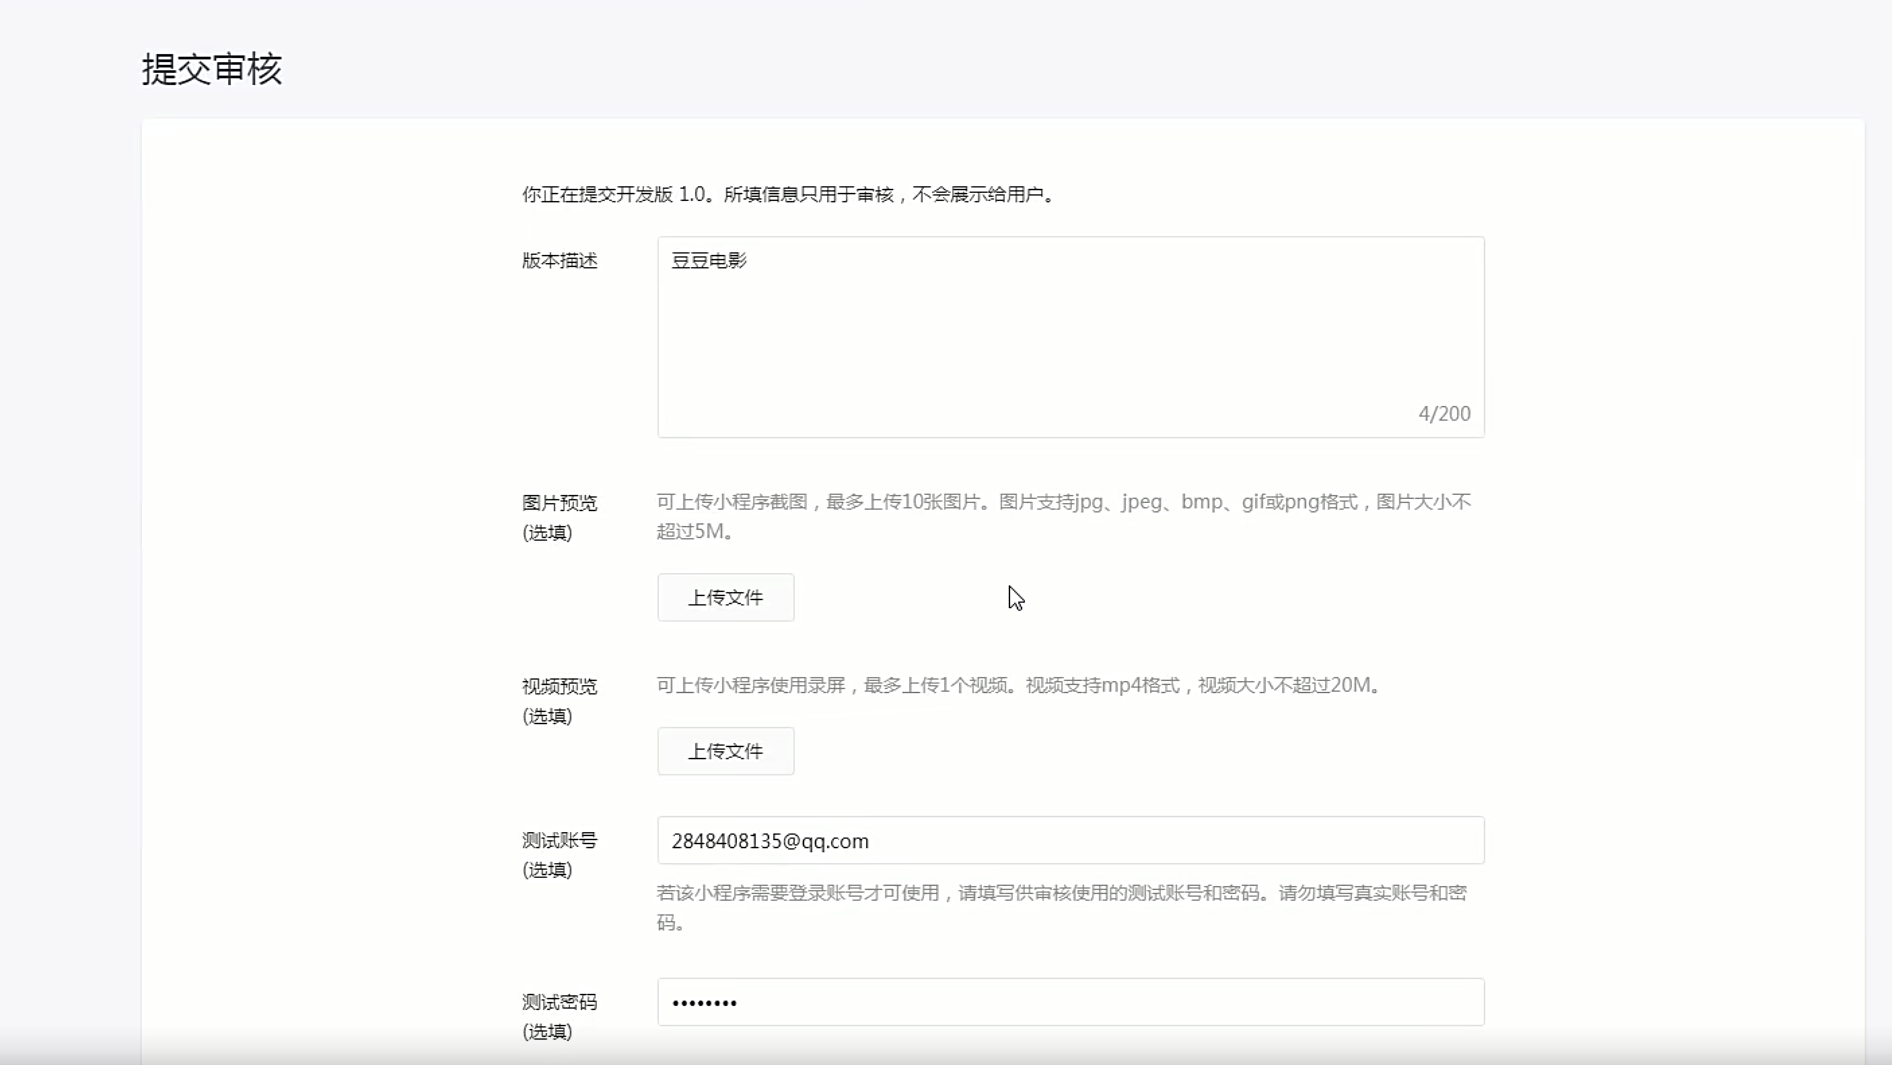 提交审核
你正在提交开发版 1.0。所填信息只用于审核，不会展示给用户。
版本描述
豆豆电影
4/200
图片预览
(选填)
可上传小程序截图，最多上传10张图片。图片支持jpg、jpeg、bmp、gif或png格式，图片大小不
超过5M。
上传文件
视频预览
(选填)
可上传小程序使用录屏，最多上传1个视频。视频支持mp4格式，视频大小不超过20M。
上传文件
测试账号
(选填)
2848408135@qq.com
若该小程序需要登录账号才可使用，请填写供审核使用的测试账号和密码。请勿填写真实账号和密
码。
测试密码
(选填)
••••••••